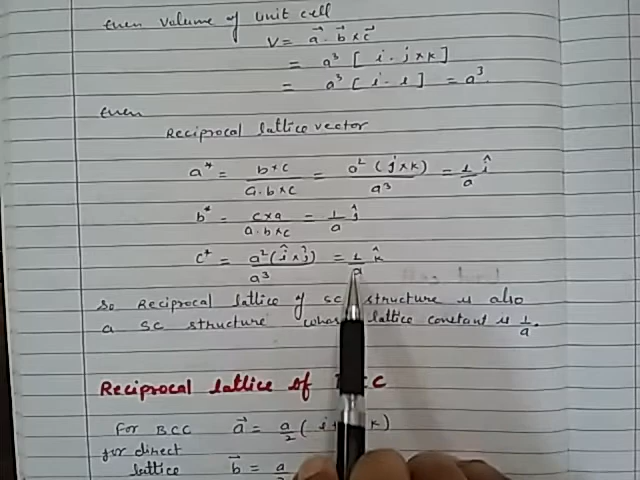 then volume of unit cell
V = a⃗ . b⃗ × c⃗
= a³ [ i . j × k ]
= a³ [ i - i ] = a³.
then
Reciprocal lattice vector
a* = b × c / a . b × c = a² ( j × k ) / a³ = 1/a î
b* = c × a / a . b × c = 1/a ĵ
c* = a² ( î × ĵ ) / a³ = 1/a k̂
So Reciprocal lattice of SC structure is also
a SC structure lattice constant is 1/a.
Reciprocal lattice of
For BCC a⃗ = a/2 ( i k )
for direct
lattice b⃗ = a